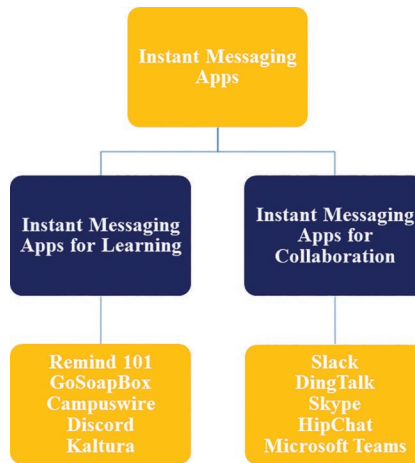 Instant Messaging
Apps
Instant Messaging
Apps for Learning
Instant Messaging
Apps for
Collaboration
Remind 101
GoSoapBox
Campuswire
Discord
Kaltura
Slack
DingTalk
Skype
HipChat
Microsoft Teams